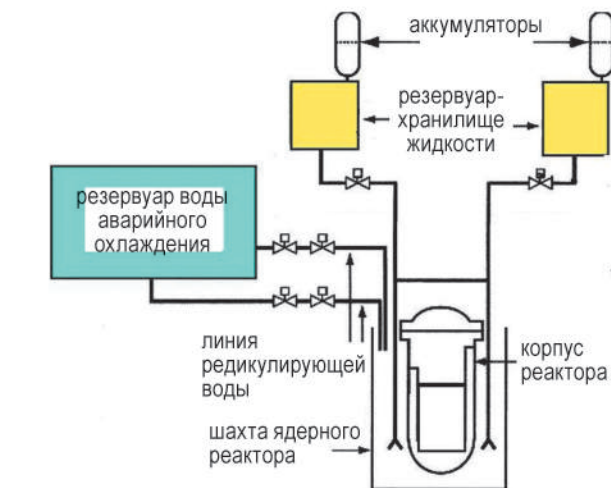 аккумуляторы
резервуар-
хранилище
жидкости
резервуар воды
аварийного
охлаждения
линия
редикулирующей
воды
корпус
реактора
шахта ядерного
реактора